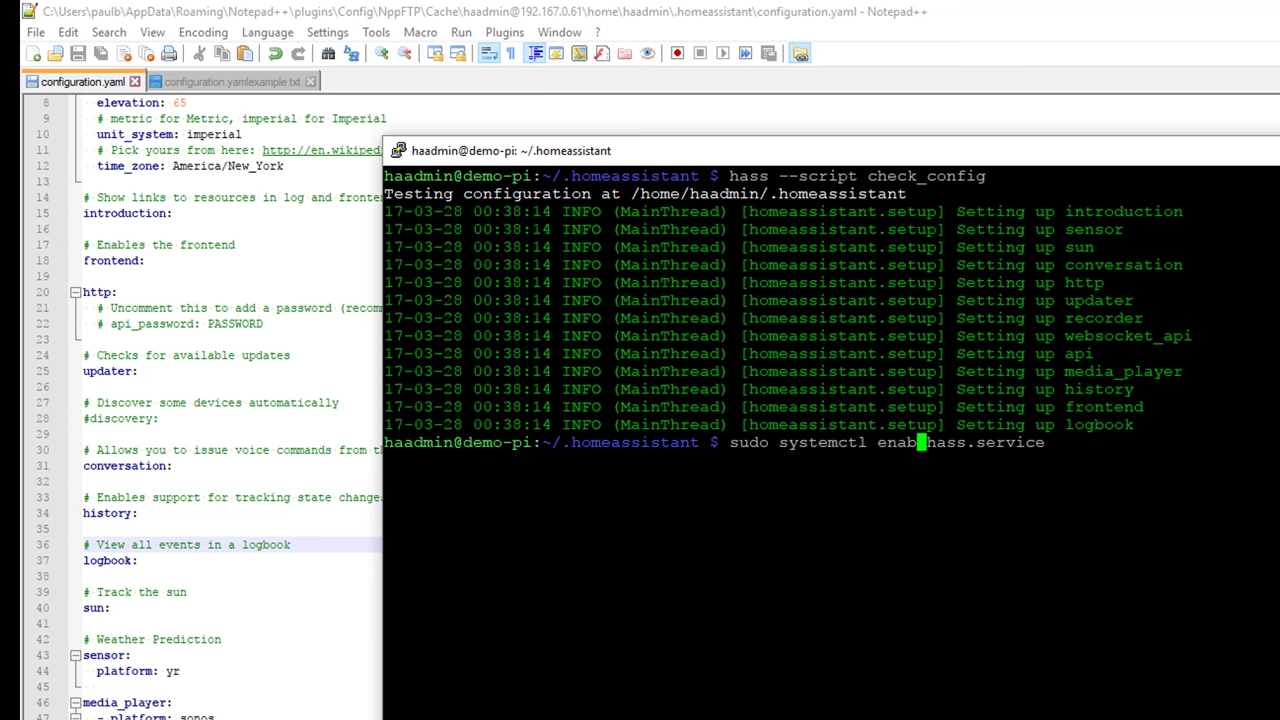 C:\Users\paulb\AppData\Roaming\Notepad++\plugins\Config\NppFTP\Cache\haadmin@192.167.0.61\home\haadmin\.homeassistant\configuration.yaml - Notepad++
File Edit Search View Encoding Language Settings Tools Macro Run Plugins Window ?
configuration.yaml configuration.yamlexample.txt
8 elevation: 65
9 # metric for Metric, imperial for Imperial
10 unit_system: imperial
11 # Pick yours from here: http://en.wikipedi
12 time_zone: America/New_York
13
14 # Show links to resources in log and fronten
15 introduction:
16
17 # Enables the frontend
18 frontend:
19
20 http:
21 # Uncomment this to add a password (recom
22 # api_password: PASSWORD
23
24 # Checks for available updates
25 updater:
26
27 # Discover some devices automatically
28 #discovery:
29
30 # Allows you to issue voice commands from th
31 conversation:
32
33 # Enables support for tracking state changes
34 history:
35
36 # View all events in a logbook
37 logbook:
38
39 # Track the sun
40 sun:
41
42 # Weather Prediction
43 sensor:
44 platform: yr
45
46 media_player:
47 - platform: sonos
haadmin@demo-pi: ~/.homeassistant
haadmin@demo-pi:~/.homeassistant $ hass --script check_config
Testing configuration at /home/haadmin/.homeassistant
17-03-28 00:38:14 INFO (MainThread) [homeassistant.setup] Setting up introduction
17-03-28 00:38:14 INFO (MainThread) [homeassistant.setup] Setting up sensor
17-03-28 00:38:14 INFO (MainThread) [homeassistant.setup] Setting up sun
17-03-28 00:38:14 INFO (MainThread) [homeassistant.setup] Setting up conversation
17-03-28 00:38:14 INFO (MainThread) [homeassistant.setup] Setting up http
17-03-28 00:38:14 INFO (MainThread) [homeassistant.setup] Setting up updater
17-03-28 00:38:14 INFO (MainThread) [homeassistant.setup] Setting up recorder
17-03-28 00:38:14 INFO (MainThread) [homeassistant.setup] Setting up websocket_api
17-03-28 00:38:14 INFO (MainThread) [homeassistant.setup] Setting up api
17-03-28 00:38:14 INFO (MainThread) [homeassistant.setup] Setting up media_player
17-03-28 00:38:14 INFO (MainThread) [homeassistant.setup] Setting up history
17-03-28 00:38:14 INFO (MainThread) [homeassistant.setup] Setting up frontend
17-03-28 00:38:14 INFO (MainThread) [homeassistant.setup] Setting up logbook
haadmin@demo-pi:~/.homeassistant $ sudo systemctl enab hass.service